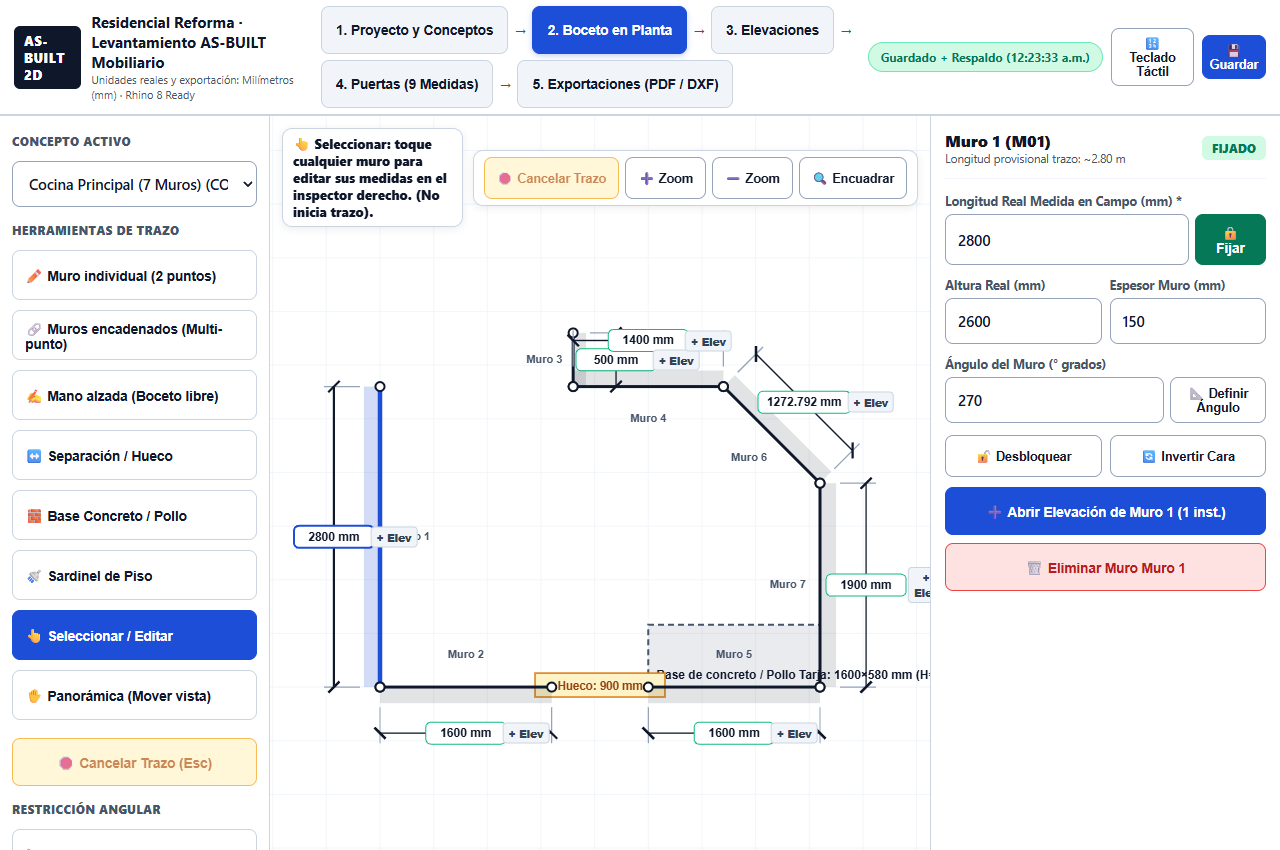 AS-
BUILT
2D
Residencial Reforma ·
Levantamiento AS-BUILT
Mobiliario
Unidades reales y exportación: Milímetros
(mm) · Rhino 8 Ready
1. Proyecto y Conceptos
→
2. Boceto en Planta
→
3. Elevaciones
→
4. Puertas (9 Medidas)
→
5. Exportaciones (PDF / DXF)
Guardado + Respaldo (12:23:33 a.m.)
Teclado
Táctil
Guardar
CONCEPTO ACTIVO
Cocina Principal (7 Muros) (CC
HERRAMIENTAS DE TRAZO
Muro individual (2 puntos)
Muros encadenados (Multi-
punto)
Mano alzada (Boceto libre)
Separación / Hueco
Base Concreto / Pollo
Sardinel de Piso
Seleccionar / Editar
Panorámica (Mover vista)
Cancelar Trazo (Esc)
RESTRICCIÓN ANGULAR
Seleccionar: toque
cualquier muro para
editar sus medidas en el
inspector derecho. (No
inicia trazo).
Cancelar Trazo
Zoom
Zoom
Encuadrar
1400 mm
+ Elev
Muro 3
500 mm
+ Elev
1272.792 mm
+ Elev
Muro 4
Muro 6
2800 mm
+ Elev
o 1
Muro 7
1900 mm
+
Ele
Muro 2
Muro 5
Base de concreto / Pollo Tarja: 1600×580 mm (H=
Hueco: 900 mm
1600 mm
+ Elev
1600 mm
+ Elev
Muro 1 (M01)
Longitud provisional trazo: ~2.80 m
FIJADO
Longitud Real Medida en Campo (mm) *
2800
Fijar
Altura Real (mm)
Espesor Muro (mm)
2600
150
Ángulo del Muro (° grados)
270
Definir
Ángulo
Desbloquear
Invertir Cara
Abrir Elevación de Muro 1 (1 inst.)
Eliminar Muro Muro 1